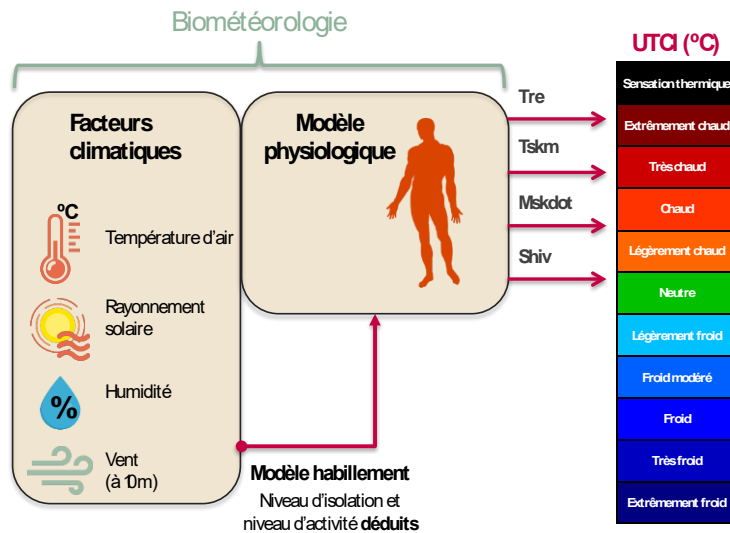 Biométéorologie
Facteurs
climatiques
ºC
Température d'air
Rayonnement
solaire
%
Humidité
Vent
(à 10m)
Modèle
physiologique
Modèle habillement
Niveau d'isolation et
niveau d'activité déduits
Tre
Tskm
Mskdot
Shiv
UTCI (ºC)
Sensation thermique
Extrêmement chaud
Très chaud
Chaud
Légèrement chaud
Neutre
Légèrement froid
Froid modéré
Froid
Très froid
Extrêmement froid